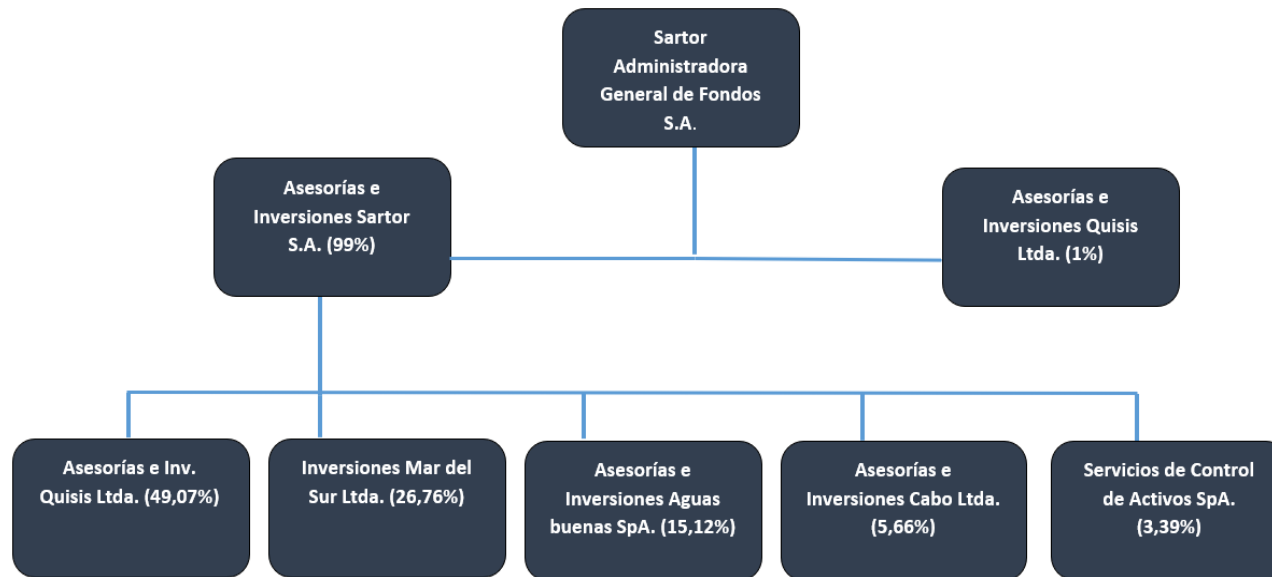 Sartor
Administradora
General de Fondos
S.A.
Asesorías e
Inversiones Sartor
S.A. (99%)
Asesorías e
Inversiones Quisis
Ltda. (1%)
Asesorías e Inv.
Quisis Ltda. (49,07%)
Inversiones Mar del
Sur Ltda. (26,76%)
Asesorías e
Inversiones Aguas
buenas SpA. (15,12%)
Asesorías e
Inversiones Cabo Ltda.
(5,66%)
Servicios de Control
de Activos SpA.
(3,39%)